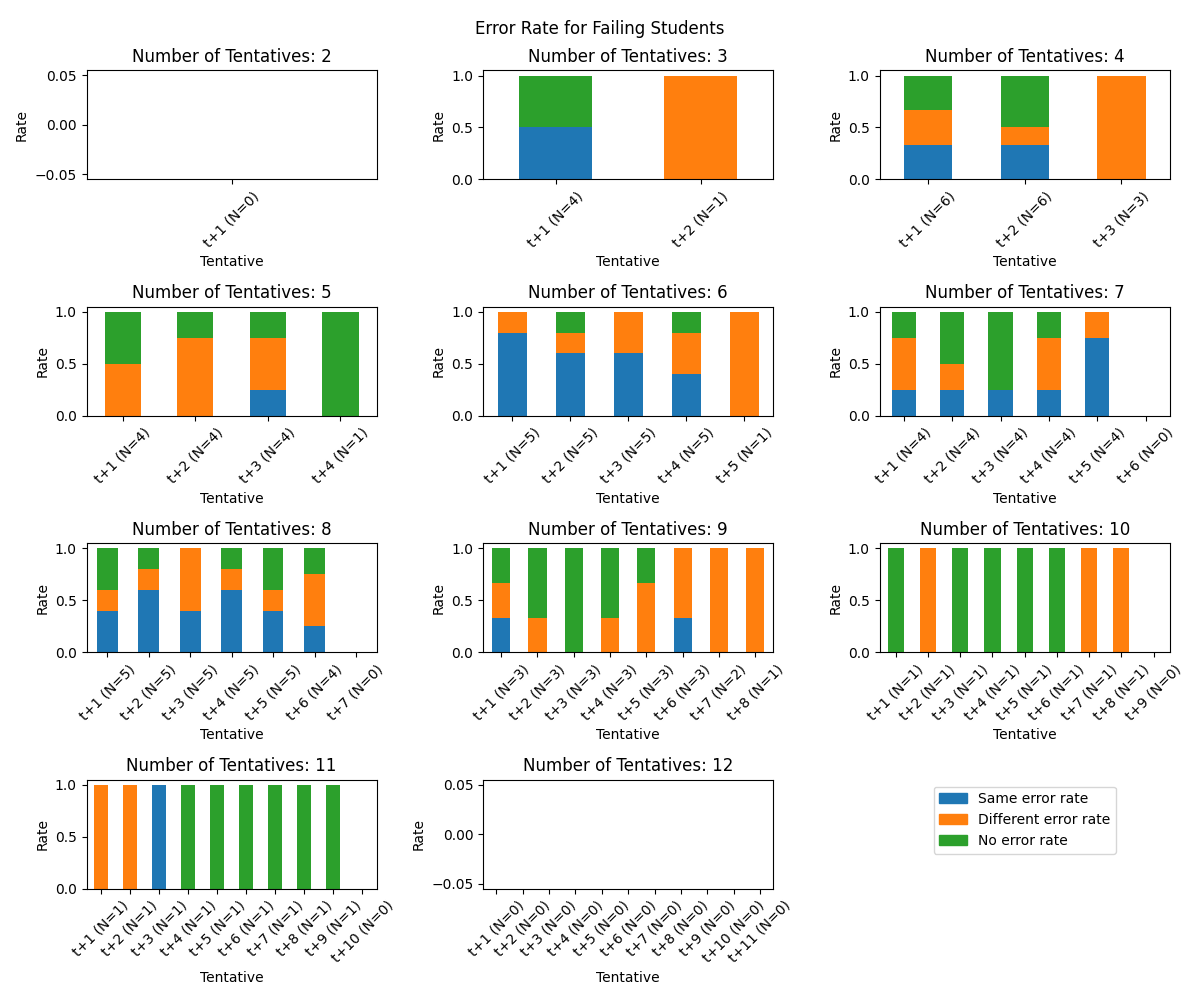 Error Rate for Failing Students
Number of Tentatives: 2
0.05
0.00
−0.05
Rate
t+1 (N=0)
Tentative
Number of Tentatives: 3
1.0
0.5
0.0
Rate
t+1 (N=4)
t+2 (N=1)
Tentative
Number of Tentatives: 4
1.0
0.5
0.0
Rate
t+1 (N=6)
t+2 (N=6)
t+3 (N=3)
Tentative
Number of Tentatives: 5
1.0
0.5
0.0
Rate
t+1 (N=4)
t+2 (N=4)
t+3 (N=4)
t+4 (N=1)
Tentative
Number of Tentatives: 6
1.0
0.5
0.0
Rate
t+1 (N=5)
t+2 (N=5)
t+3 (N=5)
t+4 (N=5)
t+5 (N=1)
Tentative
Number of Tentatives: 7
1.0
0.5
0.0
Rate
t+1 (N=4)
t+2 (N=4)
t+3 (N=4)
t+4 (N=4)
t+5 (N=4)
t+6 (N=0)
Tentative
Number of Tentatives: 8
1.0
0.5
0.0
Rate
t+1 (N=5)
t+2 (N=5)
t+3 (N=5)
t+4 (N=5)
t+5 (N=5)
t+6 (N=4)
t+7 (N=0)
Tentative
Number of Tentatives: 9
1.0
0.5
0.0
Rate
t+1 (N=3)
t+2 (N=3)
t+3 (N=3)
t+4 (N=3)
t+5 (N=3)
t+6 (N=3)
t+7 (N=2)
t+8 (N=1)
Tentative
Number of Tentatives: 10
1.0
0.5
0.0
Rate
t+1 (N=1)
t+2 (N=1)
t+3 (N=1)
t+4 (N=1)
t+5 (N=1)
t+6 (N=1)
t+7 (N=1)
t+8 (N=1)
t+9 (N=0)
Tentative
Number of Tentatives: 11
1.0
0.5
0.0
Rate
t+1 (N=1)
t+2 (N=1)
t+3 (N=1)
t+4 (N=1)
t+5 (N=1)
t+6 (N=1)
t+7 (N=1)
t+8 (N=1)
t+9 (N=1)
t+10 (N=0)
Tentative
Number of Tentatives: 12
0.05
0.00
−0.05
Rate
t+1 (N=0)
t+2 (N=0)
t+3 (N=0)
t+4 (N=0)
t+5 (N=0)
t+6 (N=0)
t+7 (N=0)
t+8 (N=0)
t+9 (N=0)
t+10 (N=0)
t+11 (N=0)
Tentative
Same error rate
Different error rate
No error rate